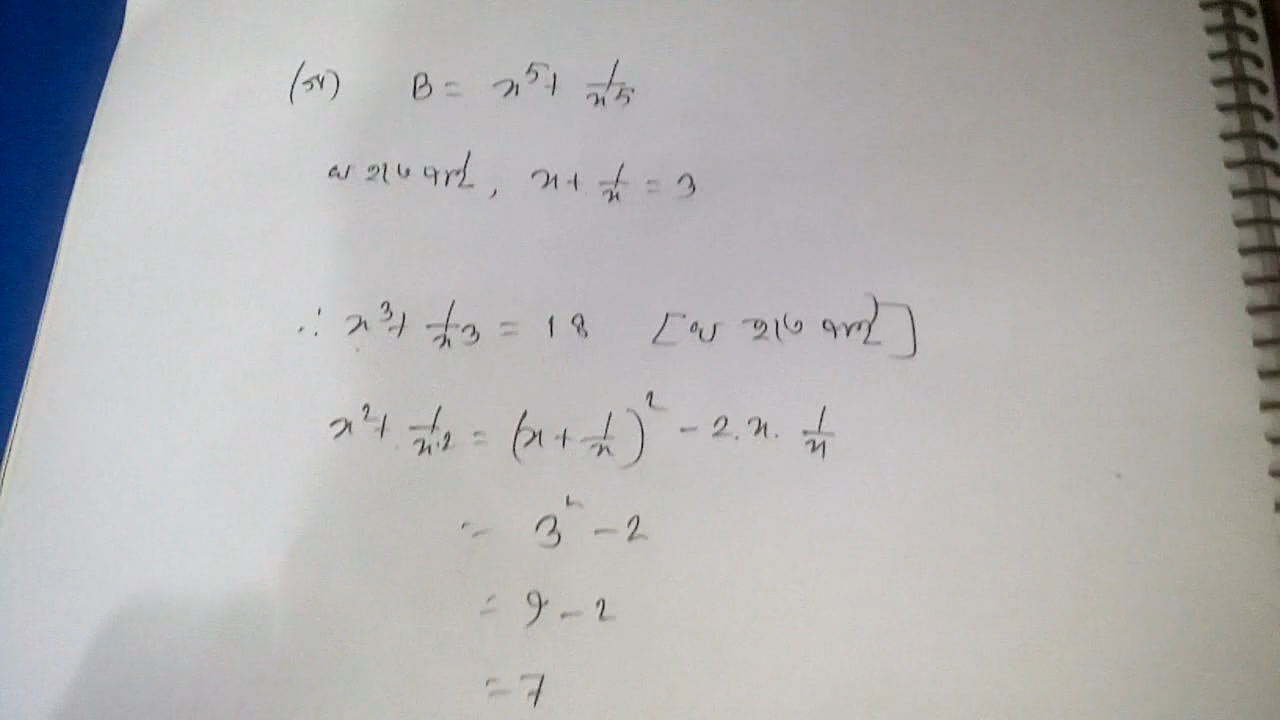 (গ) B = x⁵ + 1/x⁵
'খ' হতে পাই, x + 1/x = 3
∴ x³ + 1/x³ = 18 ['খ' হতে পাই]
x² + 1/x² = (x + 1/x)² - 2.x. 1/x
= 3² - 2
= 9 - 2
= 7